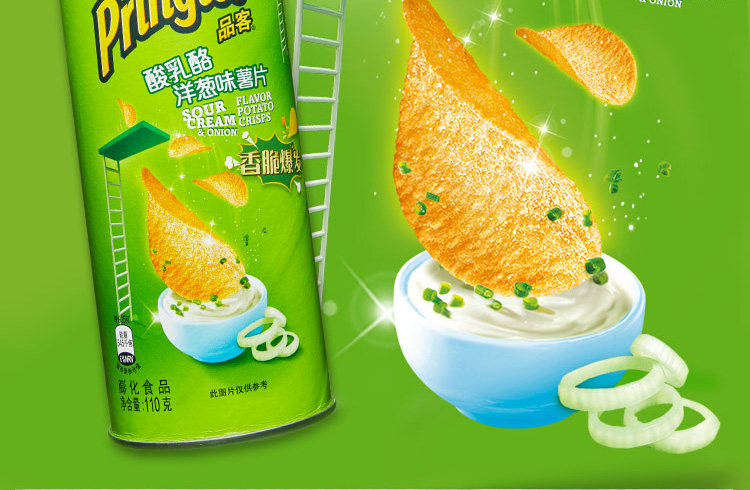 Pringles
品客
酸乳酪
洋葱味薯片
SOUR
CREAM
& ONION
FLAVOR
POTATO
CRISPS
香脆爆发
膨化食品
净含量:110克
此图片仅供参考
& ONION